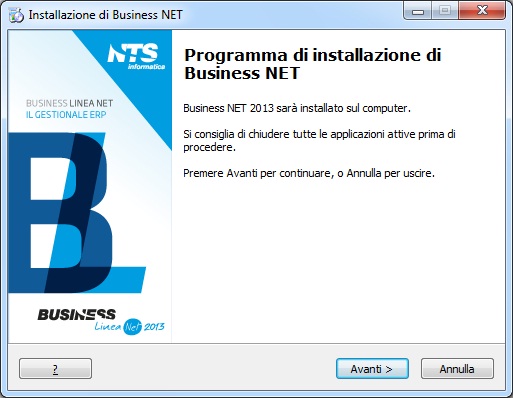 Installazione di Business NET
NTS
informatica
BUSINESS LINEA NET
IL GESTIONALE ERP
BL
BUSINESS
Linea Net 2013
Programma di installazione di
Business NET
Business NET 2013 sarà installato sul computer.
Si consiglia di chiudere tutte le applicazioni attive prima di
procedere.
Premere Avanti per continuare, o Annulla per uscire.
?
Avanti >
Annulla